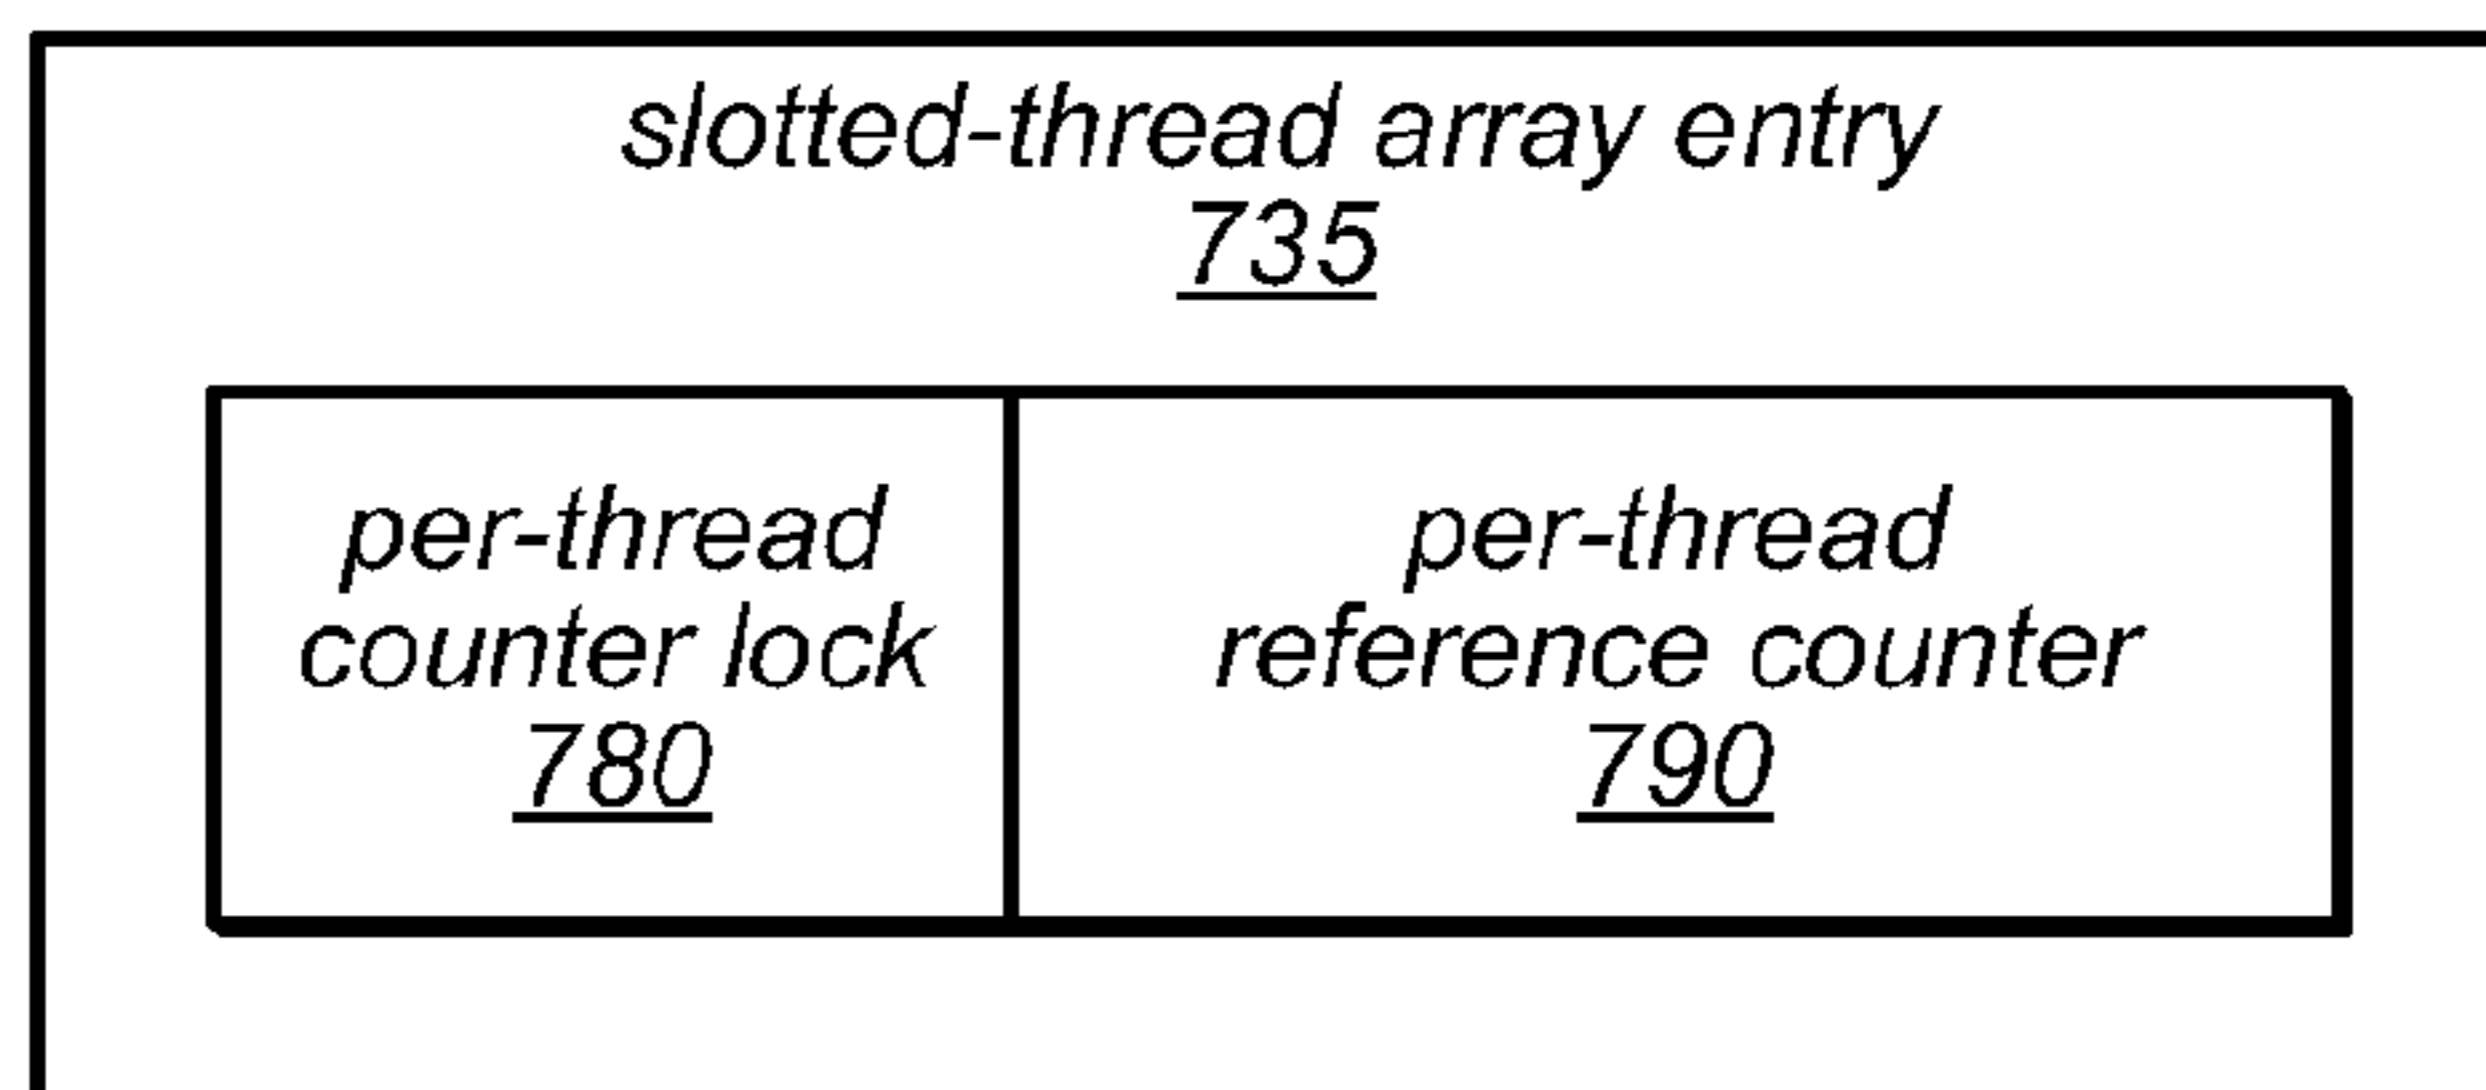 slotted-thread array entry
735
per-thread
counter lock
780
per-thread
reference counter
790